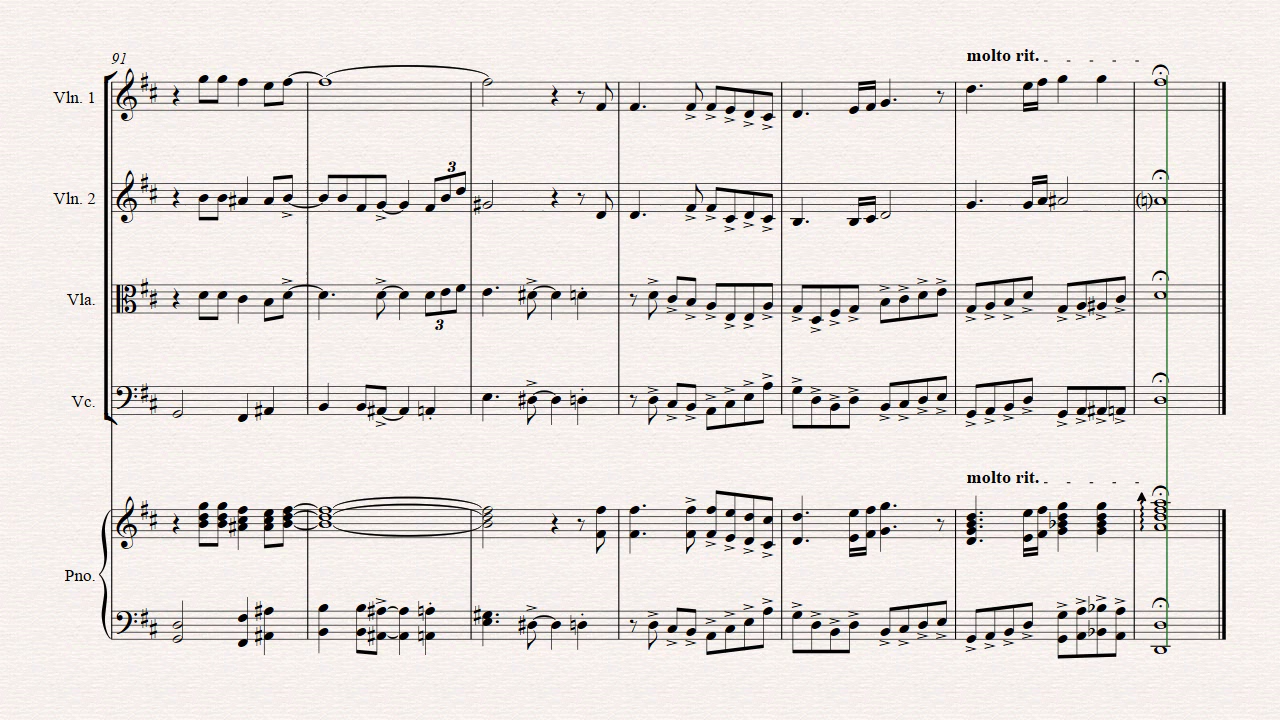 molto rit.
91
Vln. 1
3
Vln. 2
Vla.
3
Vc.
molto rit.
Pno.